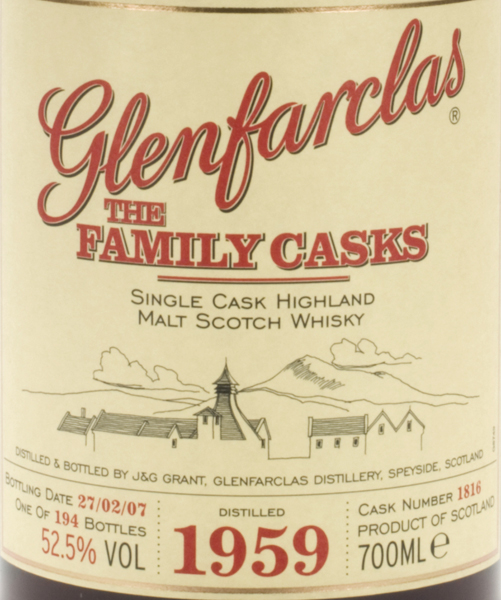 Glenfarclas®
THE
FAMILY CASKS
SINGLE CASK HIGHLAND
MALT SCOTCH WHISKY
DISTILLED & BOTTLED BY J&G GRANT, GLENFARCLAS DISTILLERY, SPEYSIDE, SCOTLAND
BOTTLING DATE 27/02/07
ONE OF 194 BOTTLES
52.5% VOL
DISTILLED
1959
CASK NUMBER 1816
PRODUCT OF SCOTLAND
700ML e